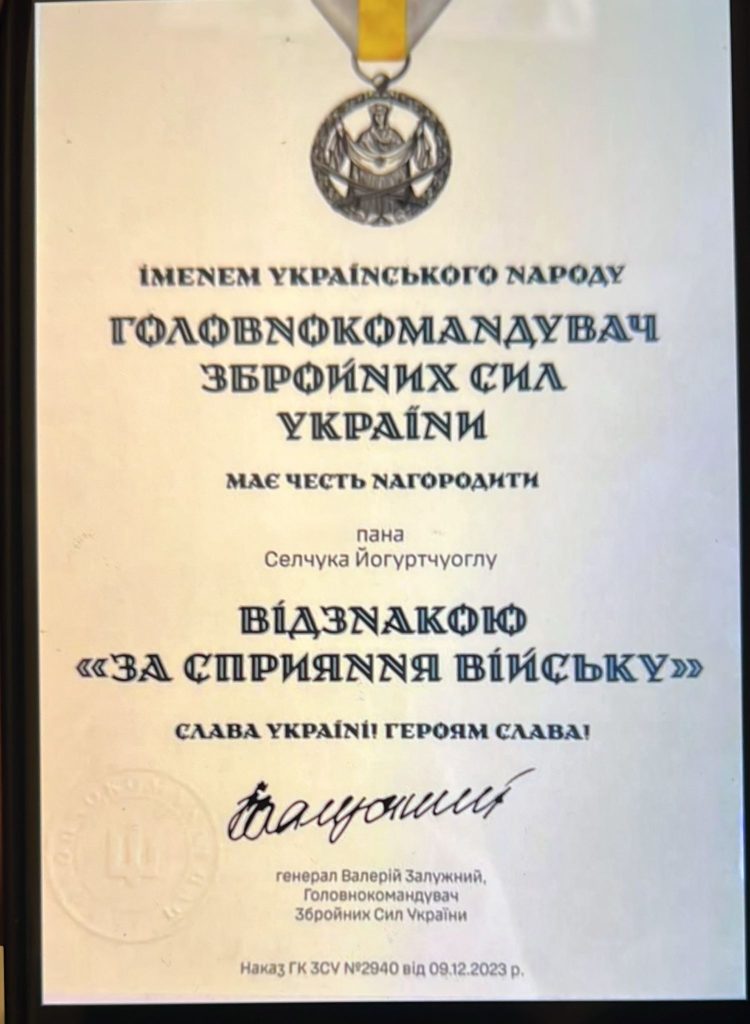 ІМЕНЕМ УКРАЇНСЬКОГО НАРОДУ
ГОЛОВНОКОМАНДУВАЧ
ЗБРОЙНИХ СИЛ
УКРАЇНИ
МАЄ ЧЕСТЬ НАГОРОДИТИ
пана
Селчука Йогуртчуоглу
ВІДЗНАКОЮ
«ЗА СПРИЯННЯ ВІЙСЬКУ»
СЛАВА УКРАЇНІ! ГЕРОЯМ СЛАВА!
генерал Валерій Залужний,
Головнокомандувач
Збройних Сил України
Наказ ГК ЗСУ №2940 від 09.12.2023 р.